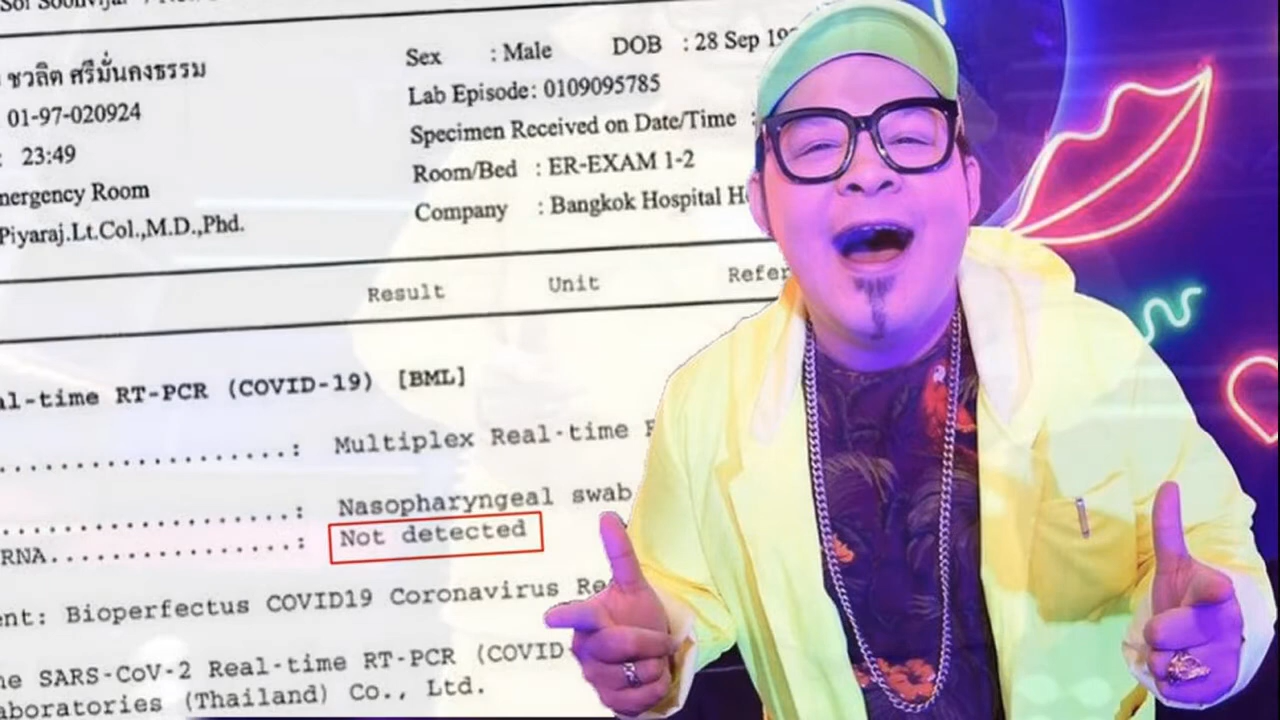 ชวลิต ศรีมั่นคงธรรม
Sex : Male DOB : 28 Sep
01-97-020924
Lab Episode: 0109095785
: 23:49
Specimen Received on Date/Time :
Room/Bed : ER-EXAM 1-2
Emergency Room
Company : Bangkok Hospital
Piyaraj.Lt.Col.,M.D.,Phd.
Result Unit Refer
al-time RT-PCR (COVID-19) [BML]
: Multiplex Real-time
: Nasopharyngeal swab
RNA................: Not detected
ent: Bioperfectus COVID19 Coronavirus Re
SARS-CoV-2 Real-time RT-PCR (COVID
aboratories (Thailand) Co., Ltd.